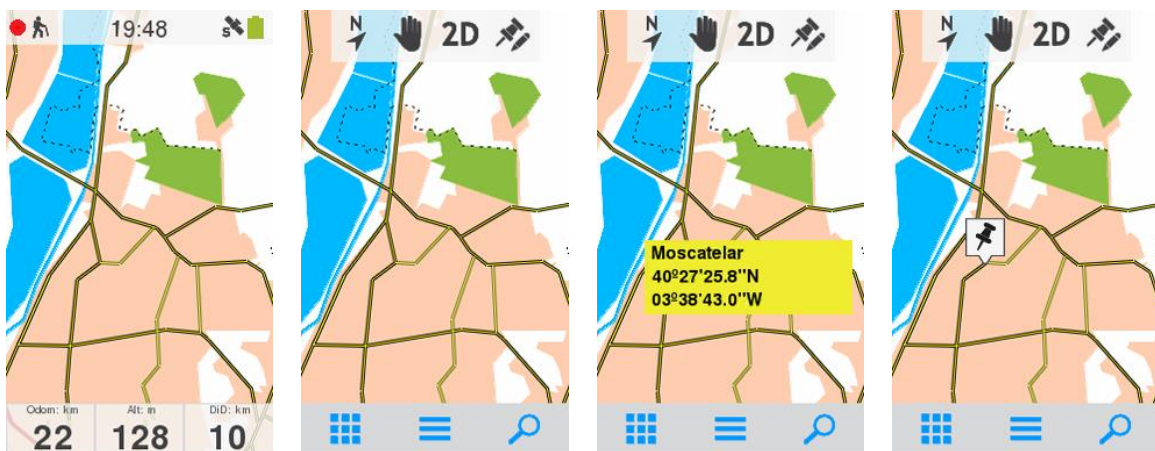 19:48
S
Odom: km
Alt: m
DiD: km
22
128
10
N
2D
N
2D
Moscatelar
40º27'25.8"N
03º38'43.0"W
N
2D